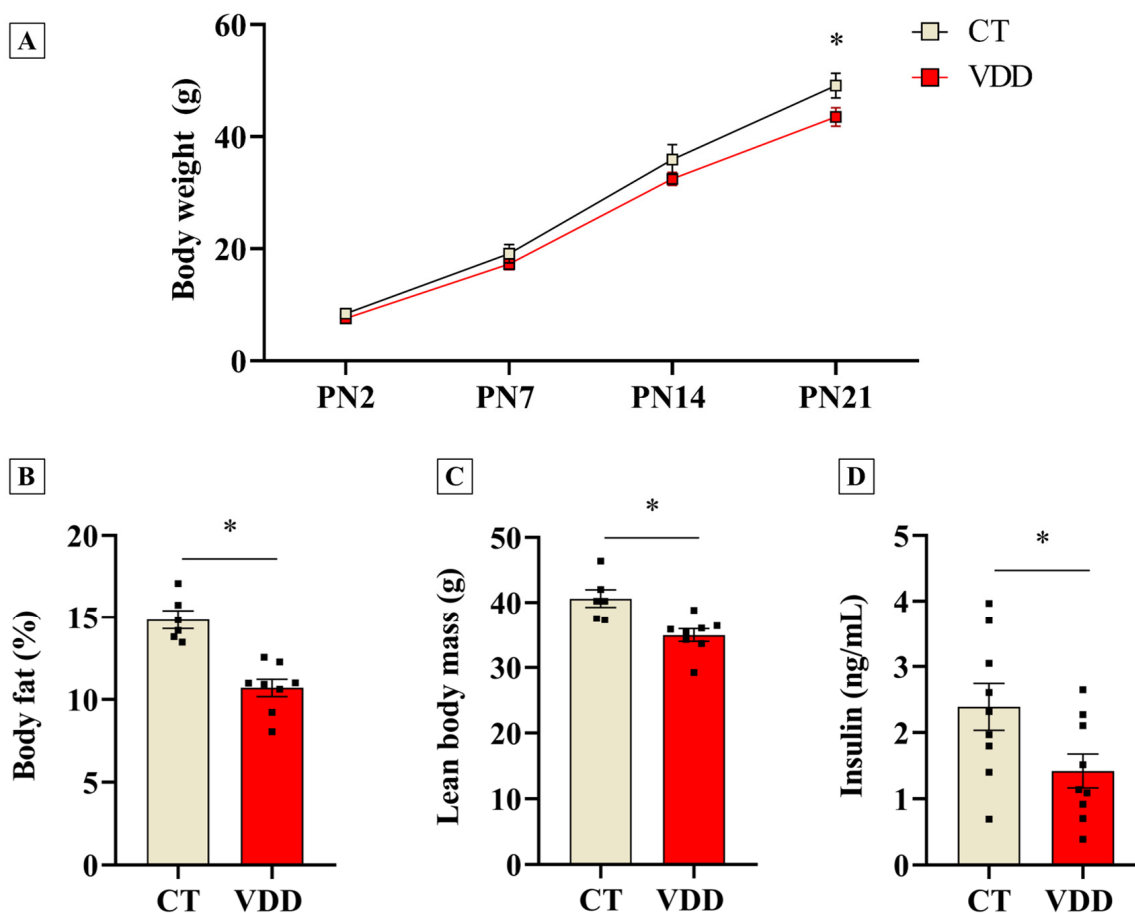 A
Body weight (g)
60
40
20
0
*
CT
VDD
PN2 PN7 PN14 PN21
B
Body fat (%)
20
15
10
5
0
*
CT VDD
C
Lean body mass (g)
50
40
30
20
10
0
*
CT VDD
D
Insulin (ng/mL)
5
4
3
2
1
0
*
CT VDD